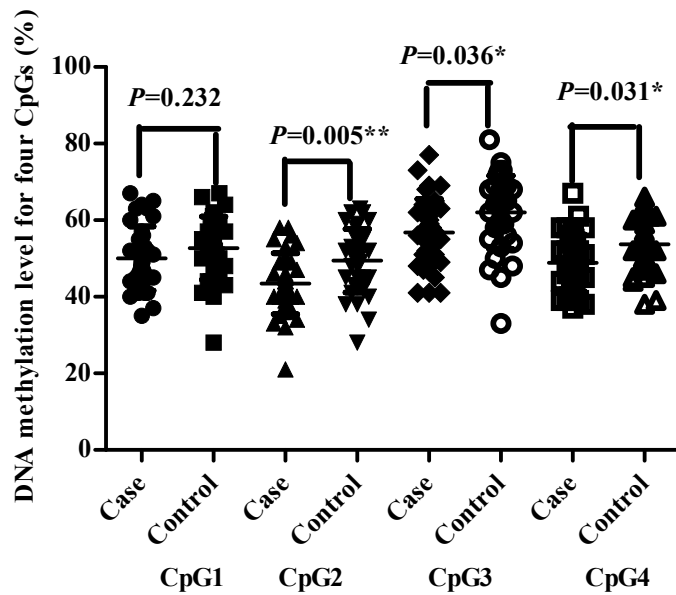 DNA methylation level for four CpGs (%)
100
80
60
40
20
0
P=0.232
P=0.005**
P=0.036*
P=0.031*
Case
Control
Case
Control
Case
Control
Case
Control
CpG1
CpG2
CpG3
CpG4